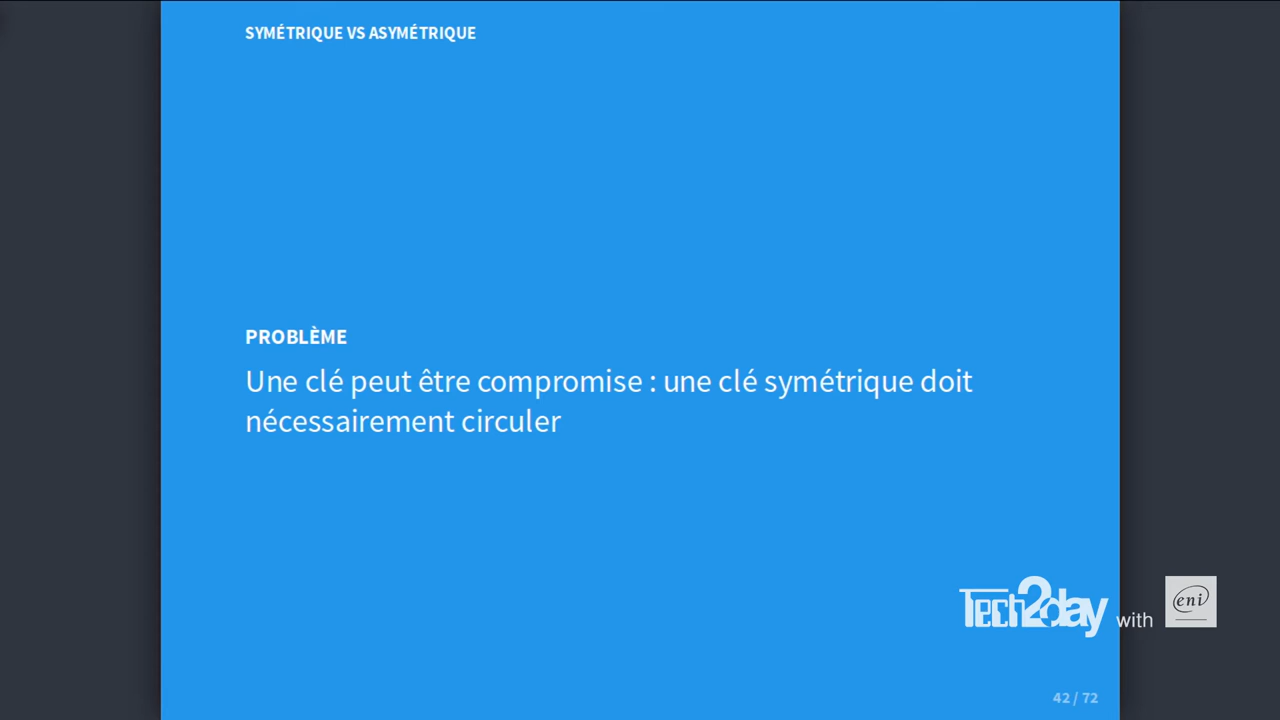 SYMÉTRIQUE VS ASYMÉTRIQUE
PROBLÈME
Une clé peut être compromise : une clé symétrique doit
nécessairement circuler
Tech2day with eni
42 / 72